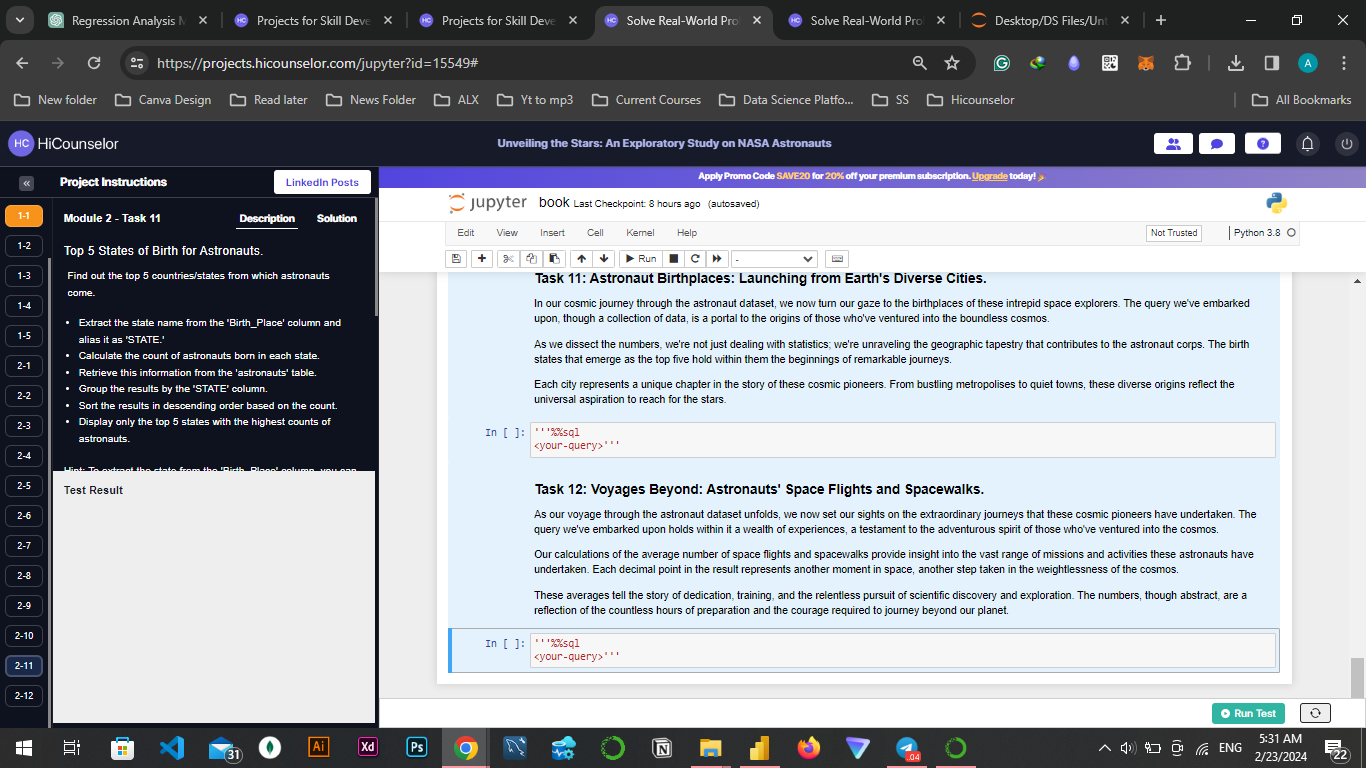 Regression Analysis M
Projects for Skill Deve
Projects for Skill Deve
Solve Real-World Pro
Solve Real-World Pro
Desktop/DS Files/Unt
https://projects.hicounselor.com/jupyter?id=15549#
A
New folder
Canva Design
Read later
News Folder
ALX
Yt to mp3
Current Courses
Data Science Platfo...
SS
Hicounselor
All Bookmarks
HC HiCounselor
Unveiling the Stars: An Exploratory Study on NASA Astronauts
Project Instructions
LinkedIn Posts
Apply Promo Code SAVE20 for 20% off your premium subscription. Upgrade today!
1-1
1-2
1-3
1-4
1-5
2-1
2-2
2-3
2-4
2-5
2-6
2-7
2-8
2-9
2-10
2-11
2-12
Module 2 - Task 11
Description
Solution
Top 5 States of Birth for Astronauts.
Find out the top 5 countries/states from which astronauts
come.
• Extract the state name from the 'Birth_Place' column and
alias it as 'STATE.'
• Calculate the count of astronauts born in each state.
• Retrieve this information from the 'astronauts' table.
• Group the results by the 'STATE' column.
• Sort the results in descending order based on the count.
• Display only the top 5 states with the highest counts of
astronauts.
Hint: To extract the state from the 'Birth_Place' column, you can
Test Result
jupyter book Last Checkpoint: 8 hours ago (autosaved)
Edit
View
Insert
Cell
Kernel
Help
Not Trusted
Python 3.8
Run
-
Task 11: Astronaut Birthplaces: Launching from Earth's Diverse Cities.
In our cosmic journey through the astronaut dataset, we now turn our gaze to the birthplaces of these intrepid space explorers. The query we've embarked
upon, though a collection of data, is a portal to the origins of those who've ventured into the boundless cosmos.
As we dissect the numbers, we're not just dealing with statistics; we're unraveling the geographic tapestry that contributes to the astronaut corps. The birth
states that emerge as the top five hold within them the beginnings of remarkable journeys.
Each city represents a unique chapter in the story of these cosmic pioneers. From bustling metropolises to quiet towns, these diverse origins reflect the
universal aspiration to reach for the stars.
In [ ]: '''%%sql
<your-query>'''
Task 12: Voyages Beyond: Astronauts' Space Flights and Spacewalks.
As our voyage through the astronaut dataset unfolds, we now set our sights on the extraordinary journeys that these cosmic pioneers have undertaken. The
query we've embarked upon holds within it a wealth of experiences, a testament to the adventurous spirit of those who've ventured into the cosmos.
Our calculations of the average number of space flights and spacewalks provide insight into the vast range of missions and activities these astronauts have
undertaken. Each decimal point in the result represents another moment in space, another step taken in the weightlessness of the cosmos.
These averages tell the story of dedication, training, and the relentless pursuit of scientific discovery and exploration. The numbers, though abstract, are a
reflection of the countless hours of preparation and the courage required to journey beyond our planet.
In [ ]: '''%%sql
<your-query>'''
Run Test
31
Ai
Xd
Ps
.04
ENG
5:31 AM
2/23/2024
22